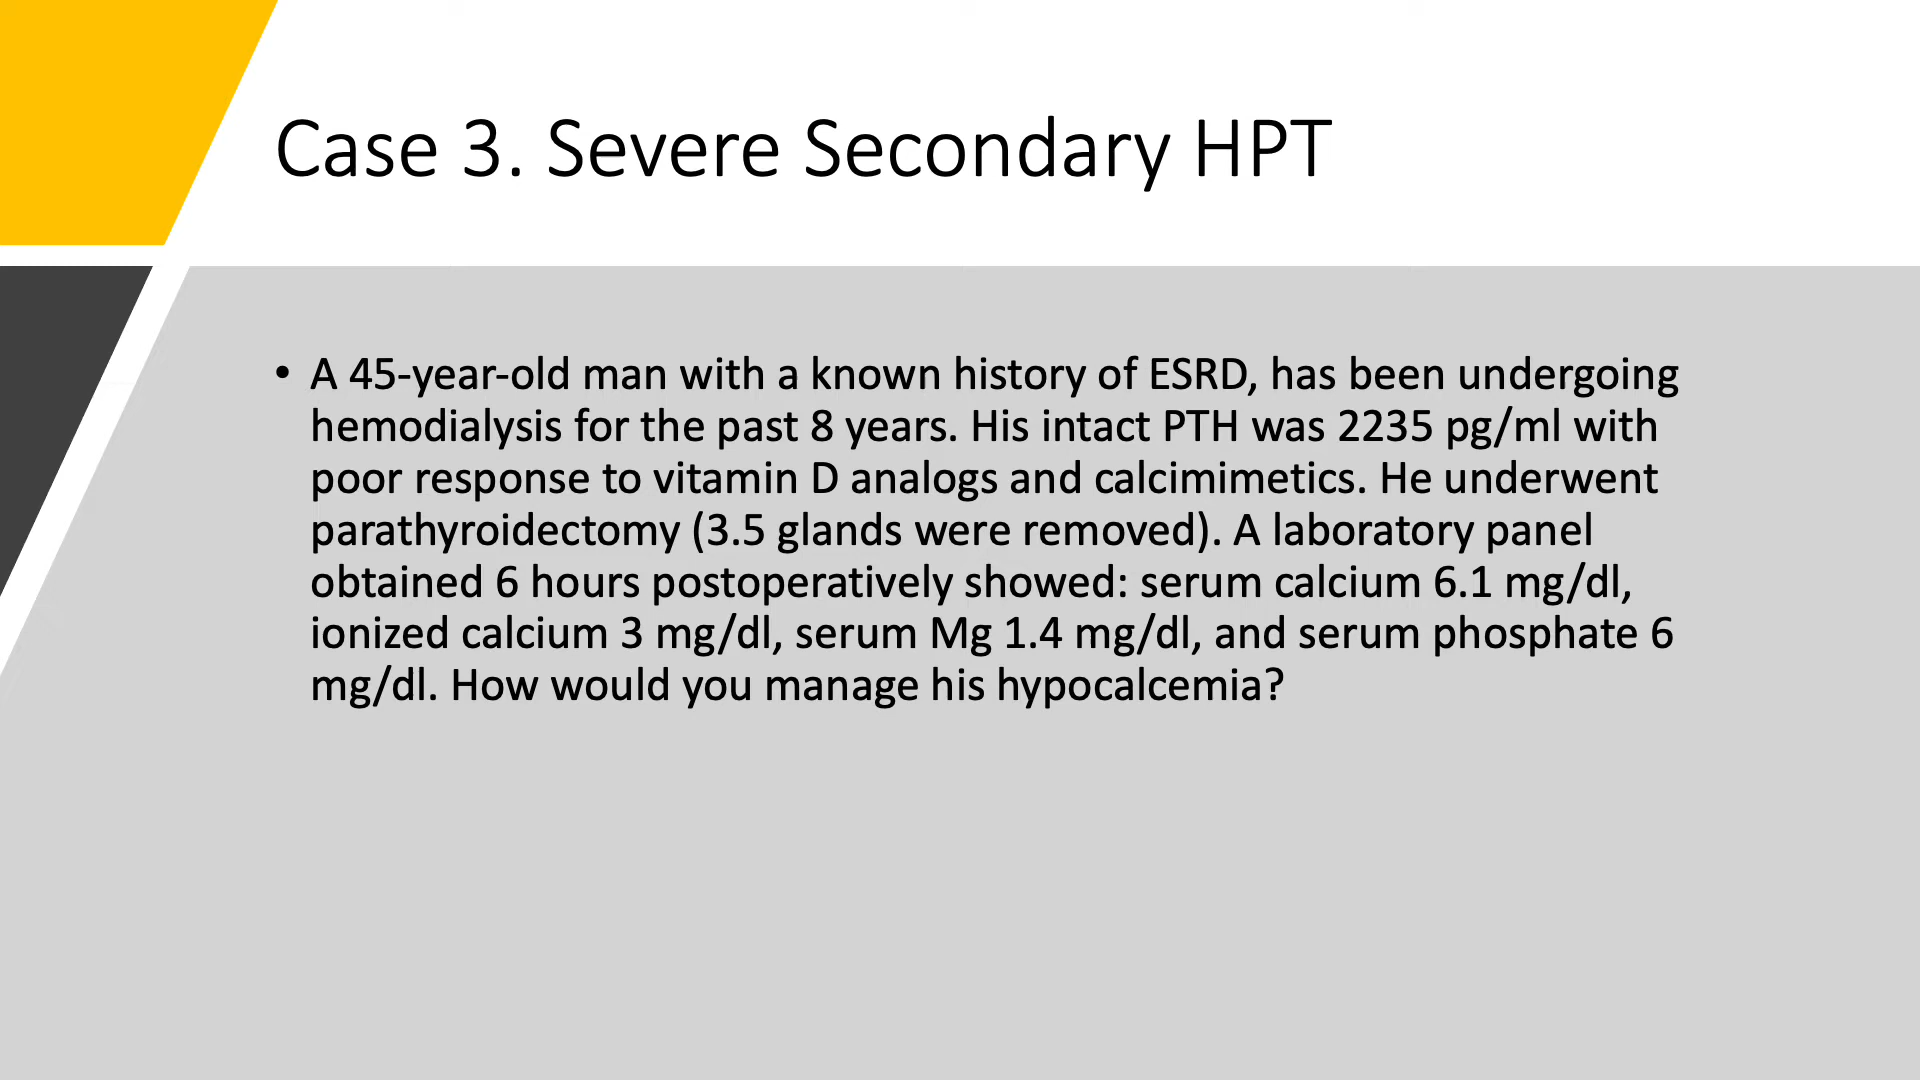 Case 3. Severe Secondary HPT
• A 45-year-old man with a known history of ESRD, has been undergoing
hemodialysis for the past 8 years. His intact PTH was 2235 pg/ml with
poor response to vitamin D analogs and calcimimetics. He underwent
parathyroidectomy (3.5 glands were removed). A laboratory panel
obtained 6 hours postoperatively showed: serum calcium 6.1 mg/dl,
ionized calcium 3 mg/dl, serum Mg 1.4 mg/dl, and serum phosphate 6
mg/dl. How would you manage his hypocalcemia?